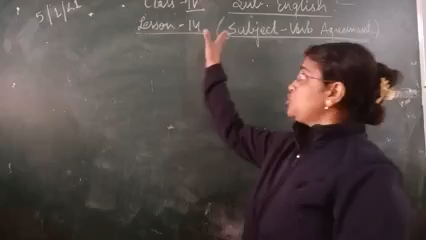 5/1/21
Class - IV Sub. English :-
Lesson - 14 (Subject - Verb Agreement)